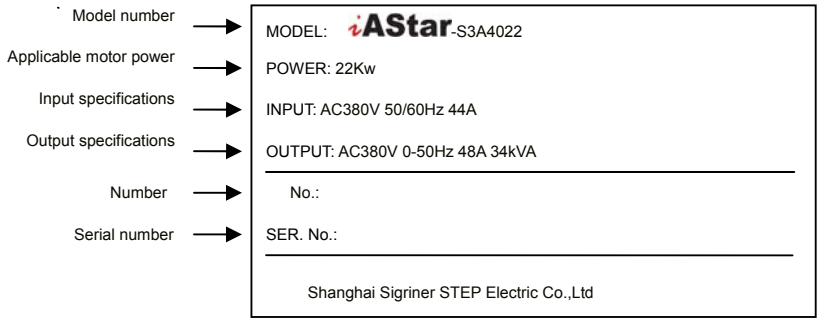 Model number
MODEL: iAStar-S3A4022
Applicable motor power
POWER: 22Kw
Input specifications
INPUT: AC380V 50/60Hz 44A
Output specifications
OUTPUT: AC380V 0-50Hz 48A 34kVA
Number
No.:
Serial number
SER. No.:
Shanghai Sigriner STEP Electric Co.,Ltd